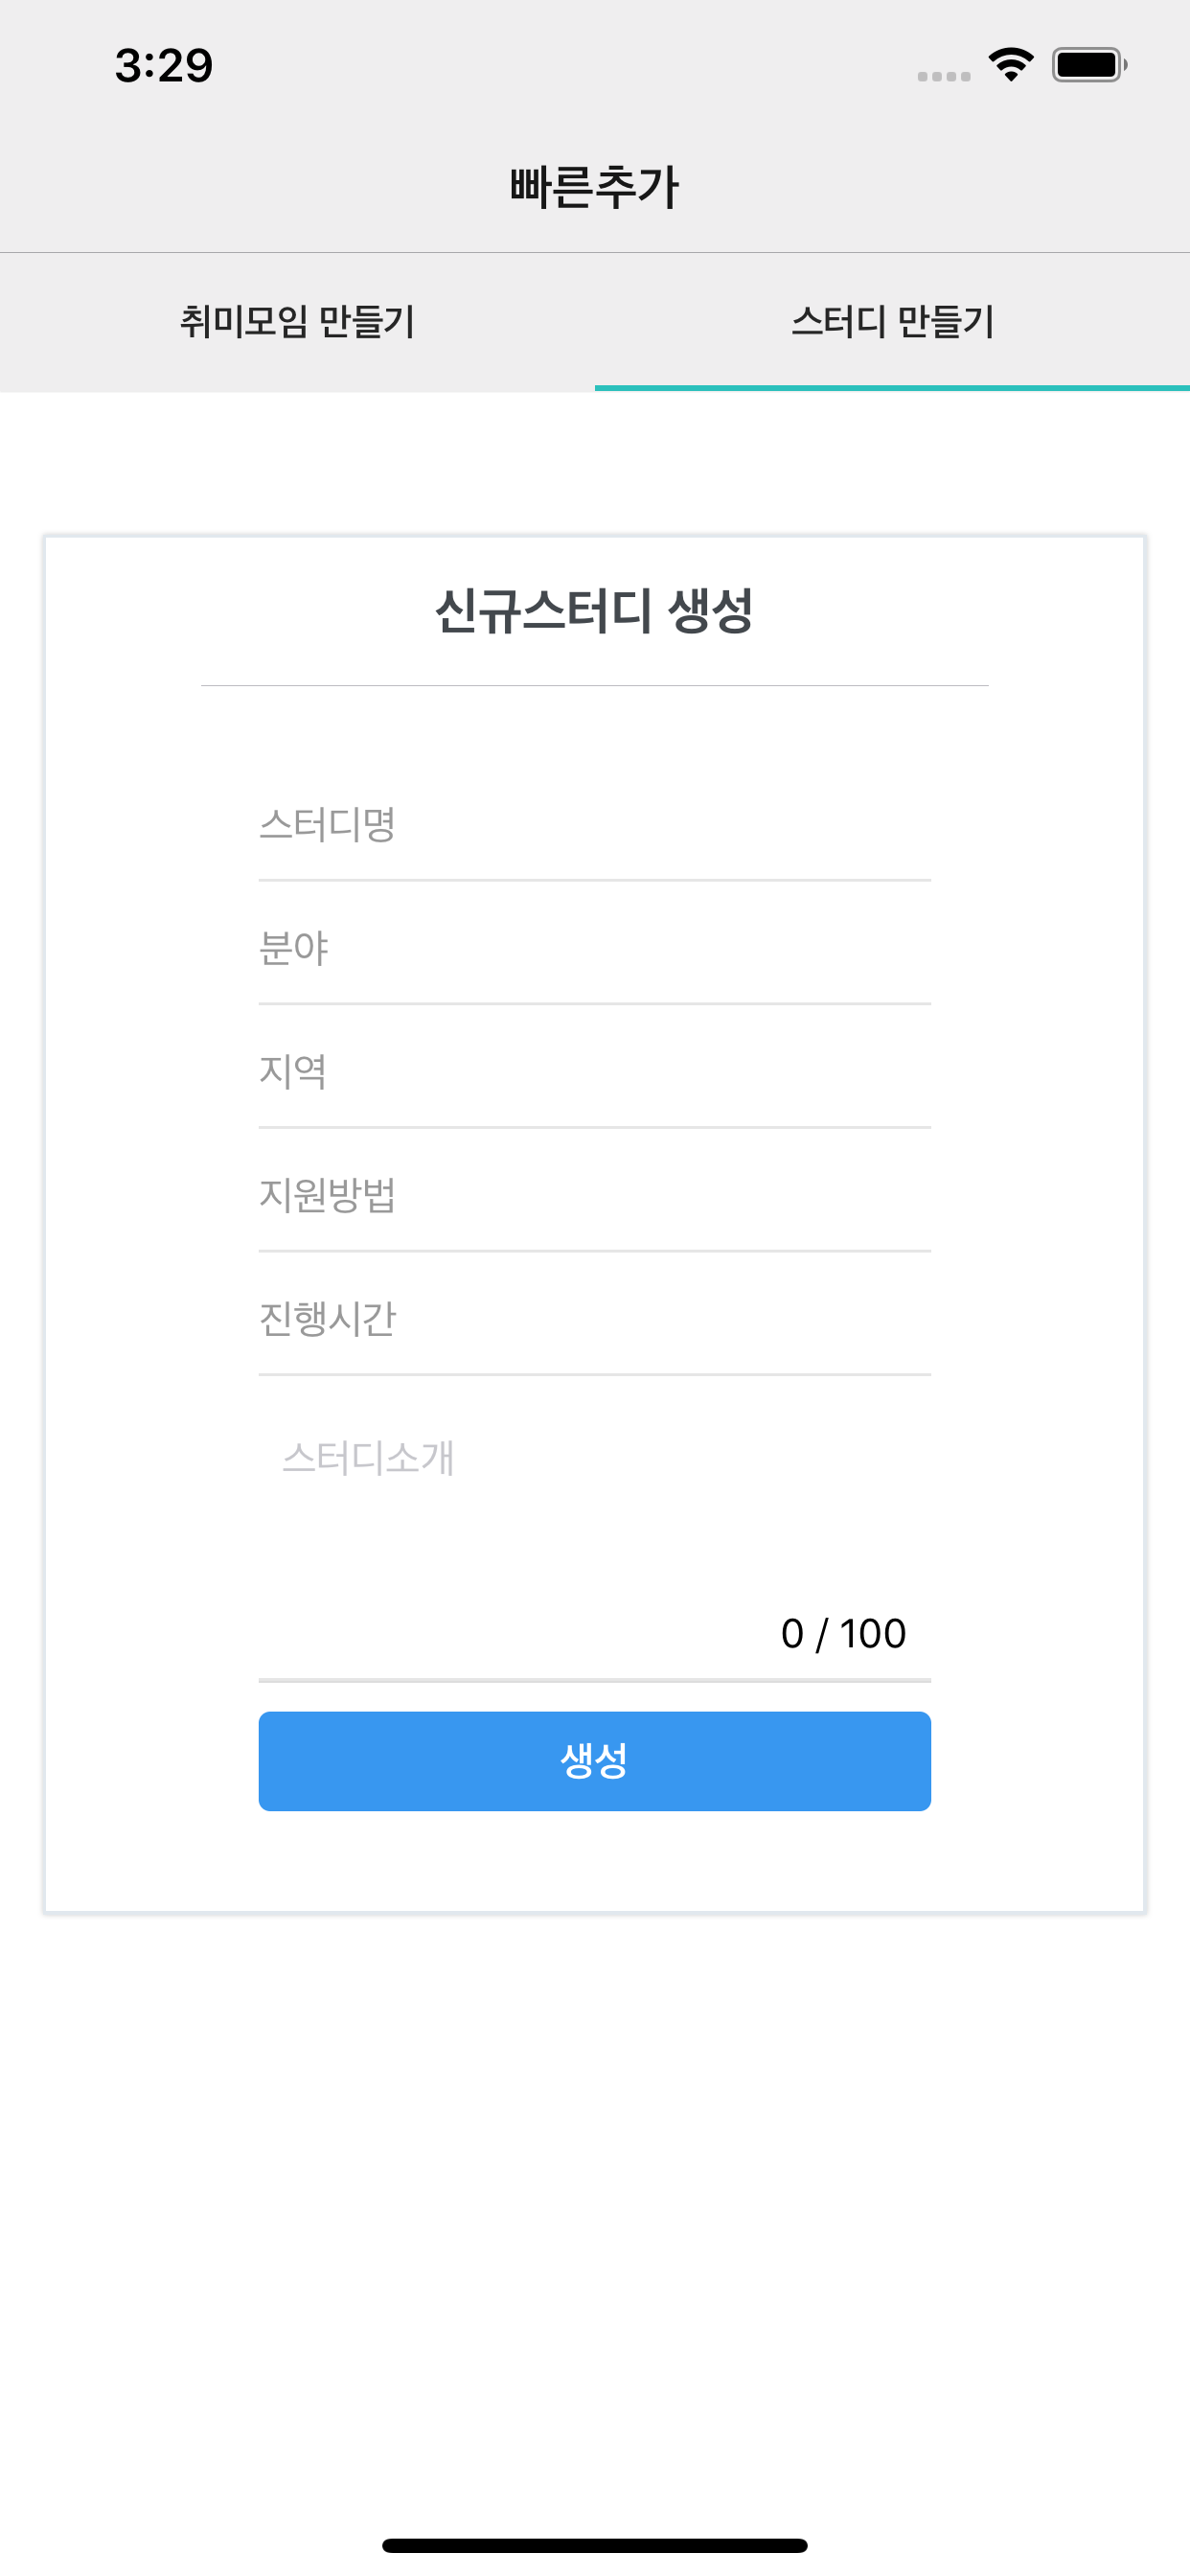 3:29
빠른추가
취미모임 만들기
스터디 만들기
신규스터디 생성
스터디명
분야
지역
지원방법
진행시간
스터디소개
0 / 100
생성